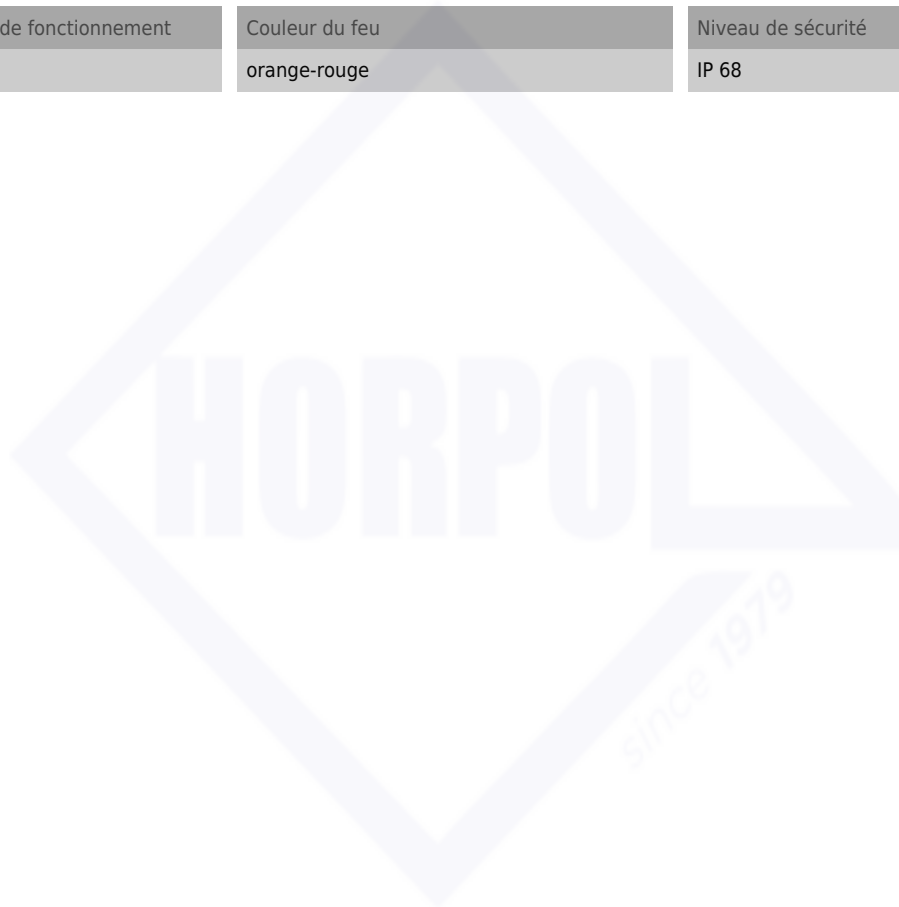 de fonctionnement Couleur du feu Niveau de sécurité
orange-rouge IP 68
HORPOL
since 1979